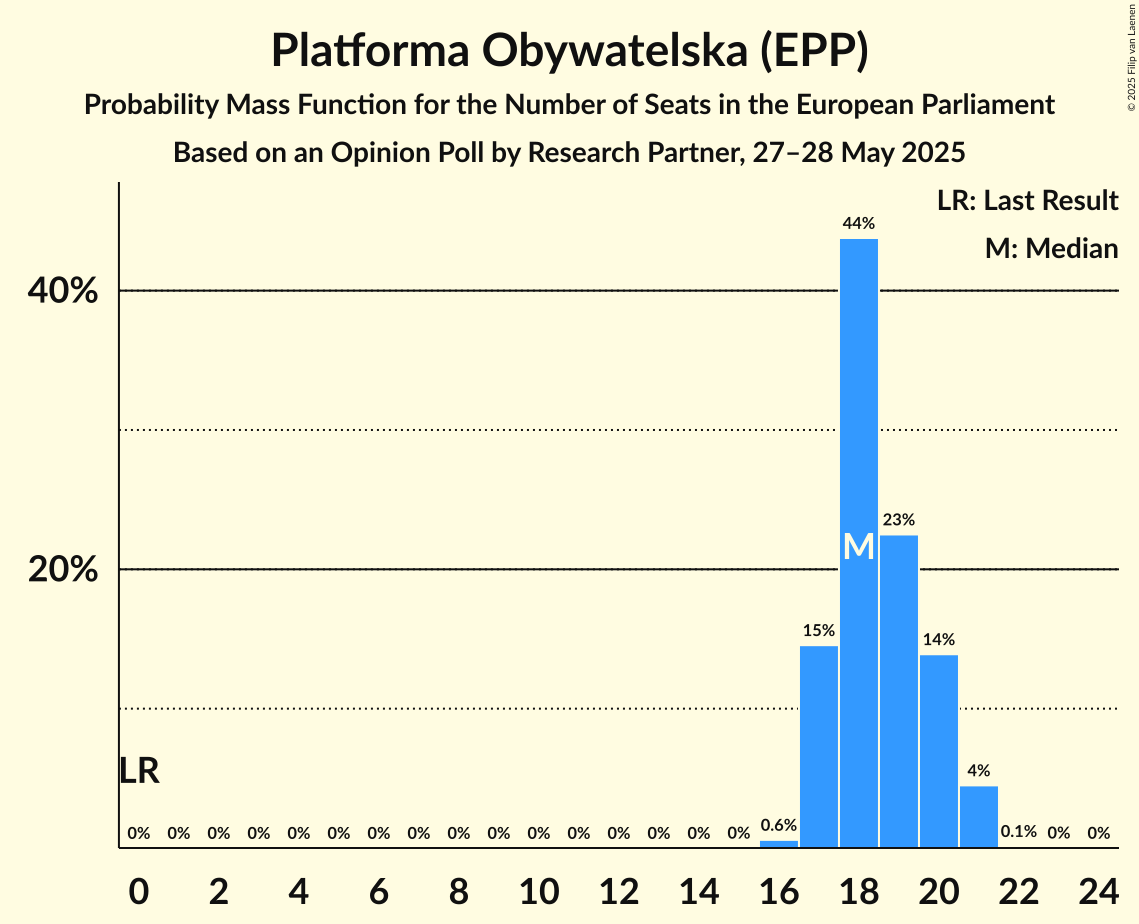 Platforma Obywatelska (EPP)
Probability Mass Function for the Number of Seats in the European Parliament
Based on an Opinion Poll by Research Partner, 27–28 May 2025
© 2025 Filip van Laenen
LR: Last Result
M: Median
40%
20%
44%
23%
15%
14%
4%
M
LR
0% 0% 0% 0% 0% 0% 0% 0% 0% 0% 0% 0% 0% 0% 0% 0% 0.6% 0.1% 0% 0%
0 2 4 6 8 10 12 14 16 18 20 22 24